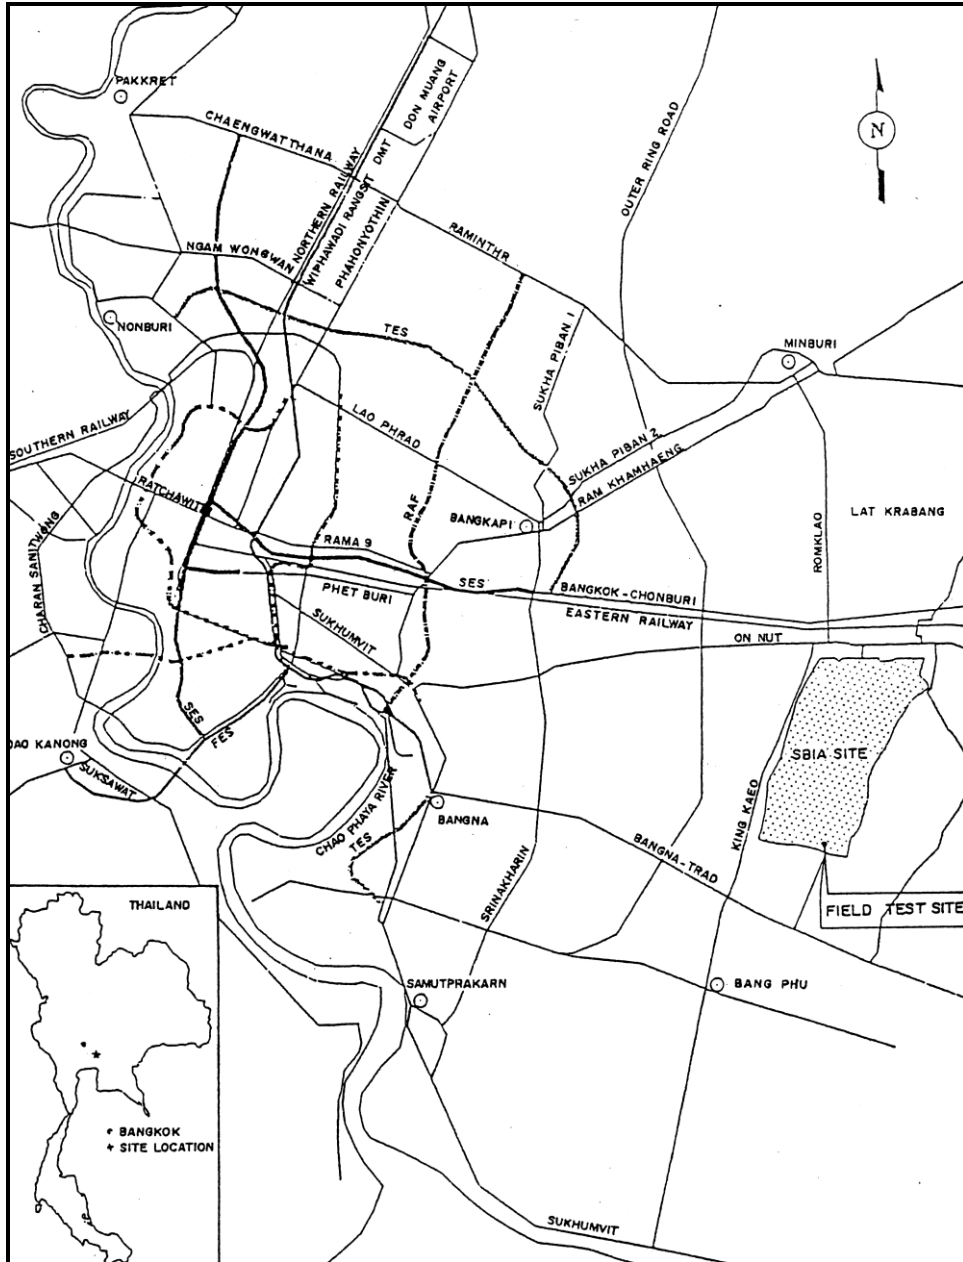 PAKKRET
CHAENGWATTHANA
DON MUANG
AIRPORT
OUTER RING ROAD
N
NORTHERN RAILWAY
WIPHAWADI RANGSIT DMT
PHAHONYOTHIN
RAMINTHR
NGAM WONGWAN
NONBURI
TES
SUKHA PIBAN 1
MINBURI
SOUTHERN RAILWAY
LAO PHRAD
SUKHA PIBAN 2
RAM KHAMHAENG
RATCHAWITI
RAF
BANGKAPI
ROMKLAO
LAT KRABANG
CHARAN SANITWONG
RAMA 9
SES
PHET BURI
BANGKOK-CHONBURI
EASTERN RAILWAY
SUKHUMVIT
ON NUT
SES
FES
DAO KANONG
SUKSAWAT
SBIA SITE
CHAO PHAYA RIVER
BANGNA
KING KAEO
TES
BANGNA-TRAD
SRINAKHARIN
FIELD TEST SITE
THAILAND
SAMUTPRAKARN
BANG PHU
BANGKOK
SITE LOCATION
SUKHUMVIT